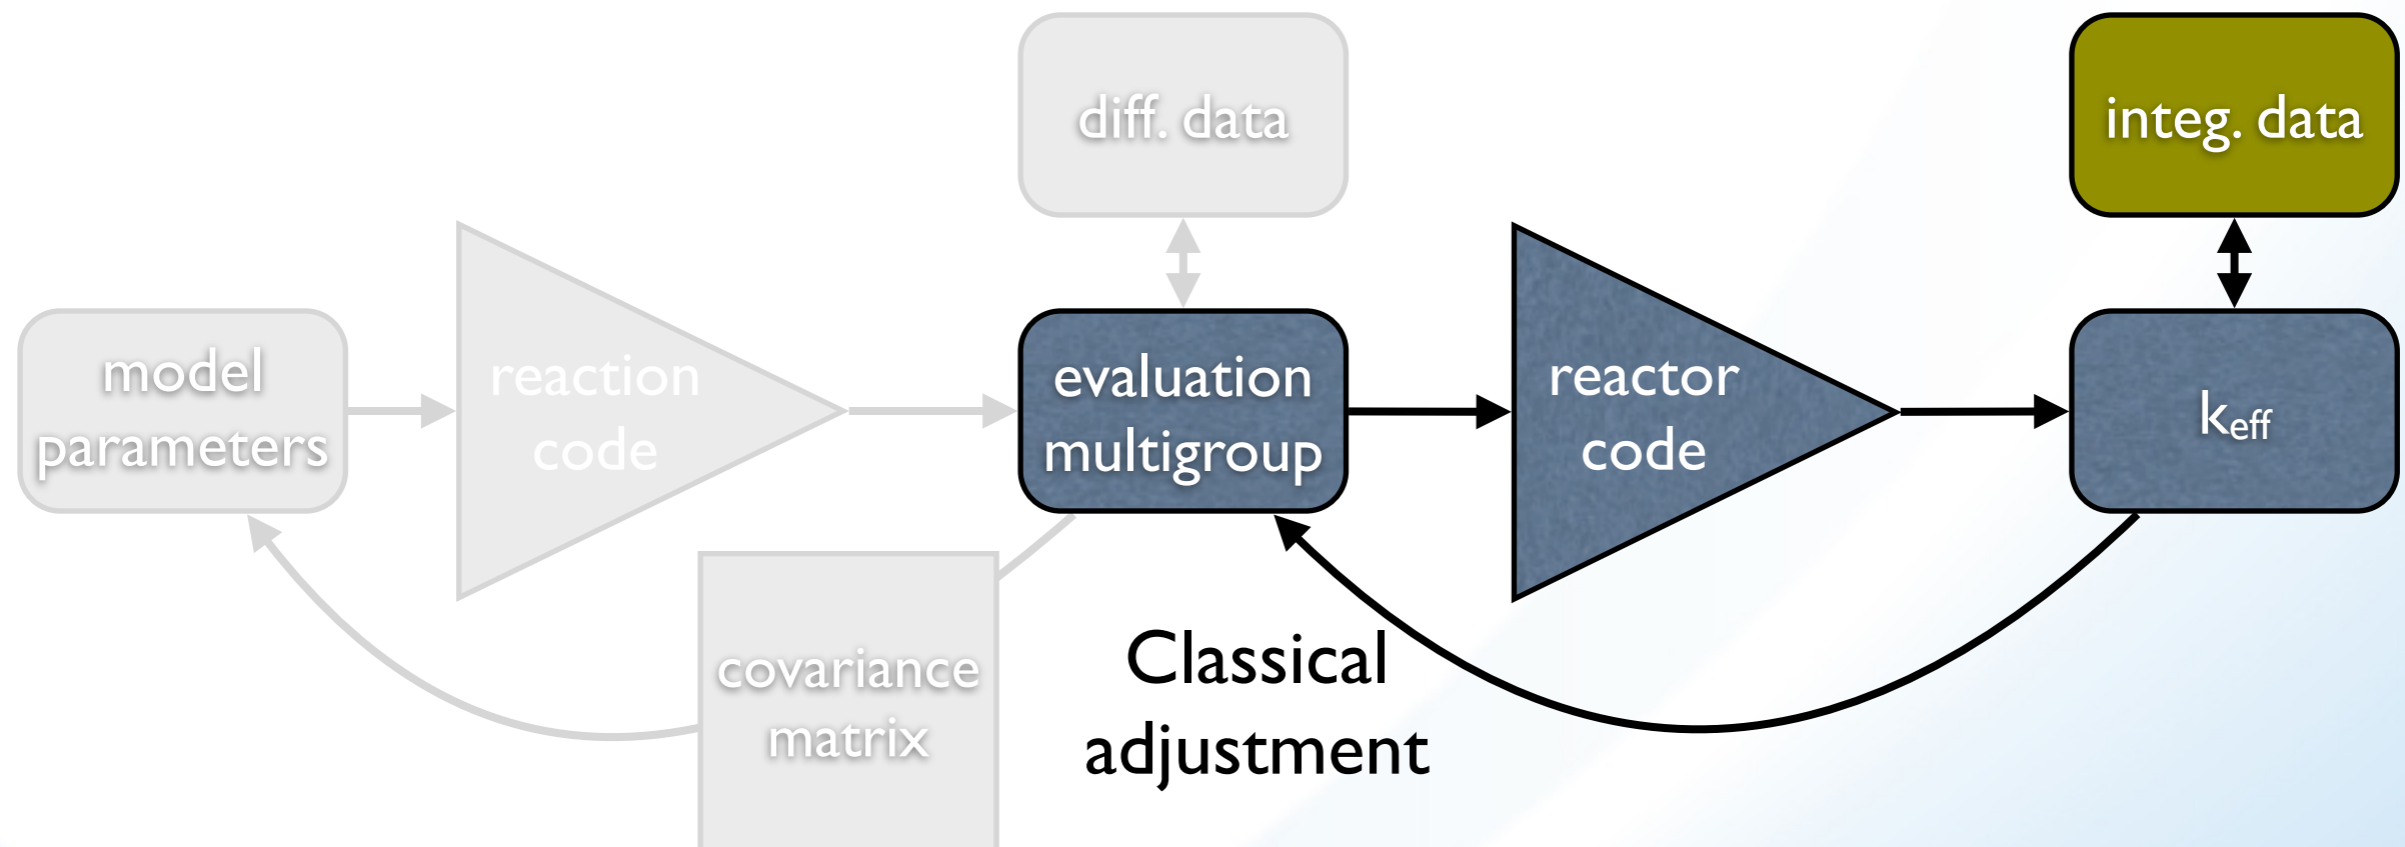 diff. data
integ. data
model
parameters
reaction
code
evaluation
multigroup
reactor
code
keff
covariance
matrix
Classical
adjustment